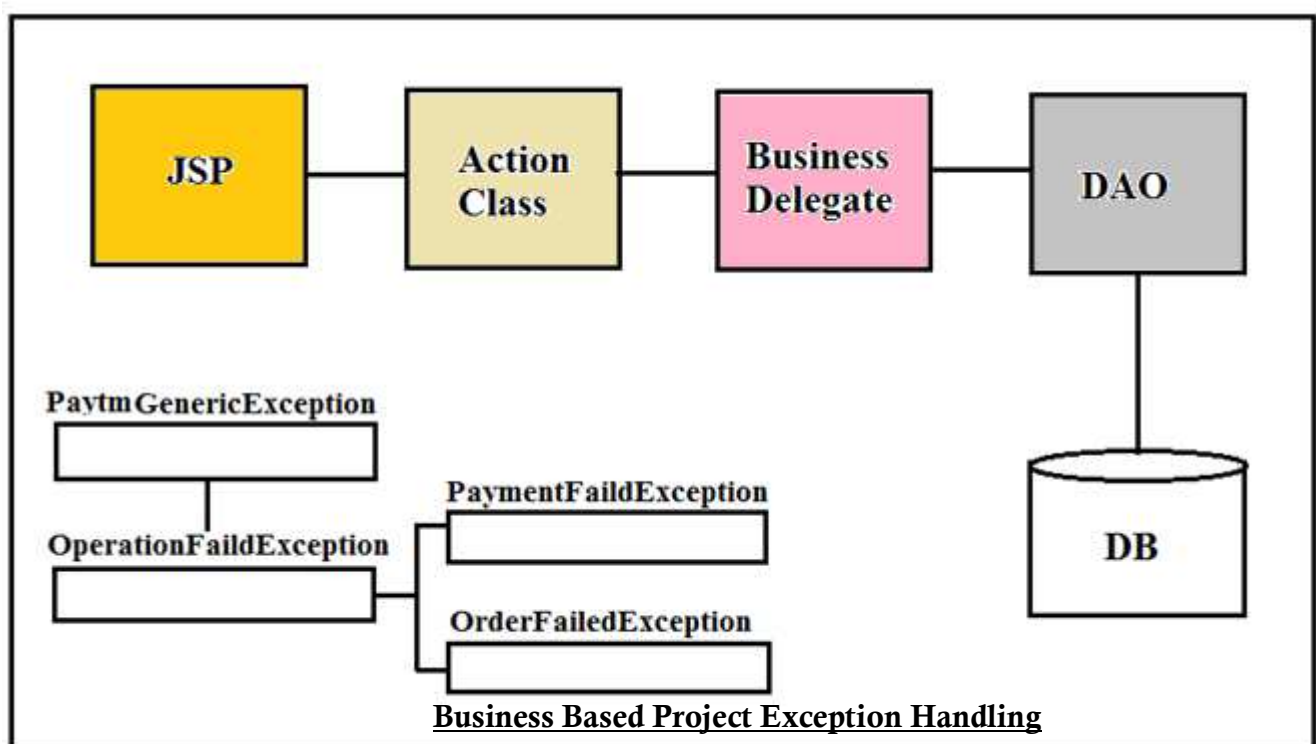 JSP
Action
Class
Business
Delegate
DAO
PaytmGenericException
OperationFaildException
PaymentFaildException
OrderFailedException
DB
Business Based Project Exception Handling